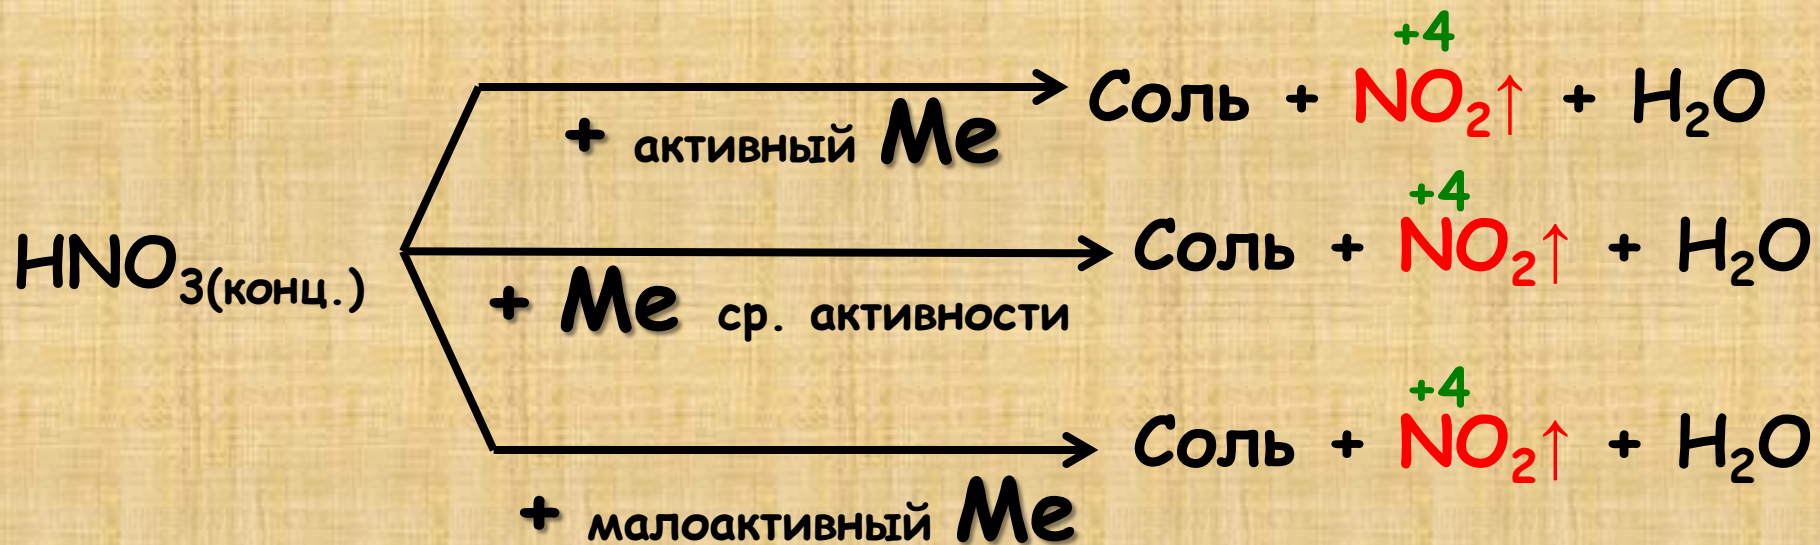 +4
Соль + NO₂↑ + H₂O
+ активный Me
+4
HNO₃(конц.)
Соль + NO₂↑ + H₂O
+ Me ср. активности
+4
Соль + NO₂↑ + H₂O
+ малоактивный Me